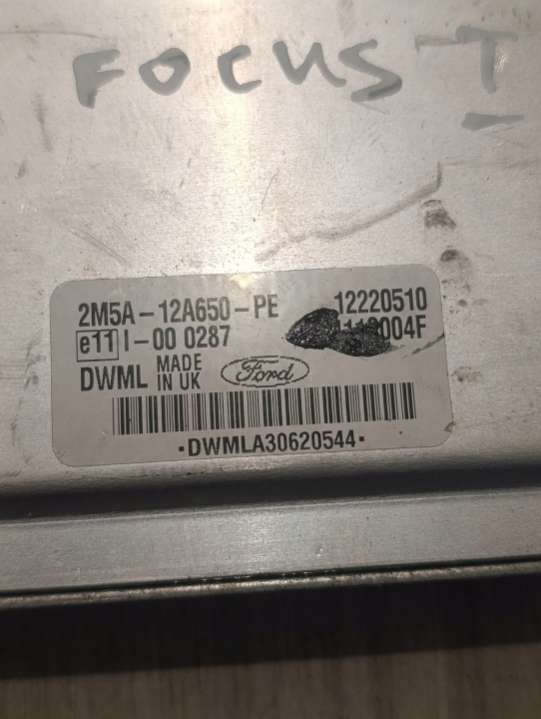 FOCUS I
2M5A-12A650-PE 12220510
e11 I-00 0287
DWML MADE IN UK Ford
·DWMLA30620544·